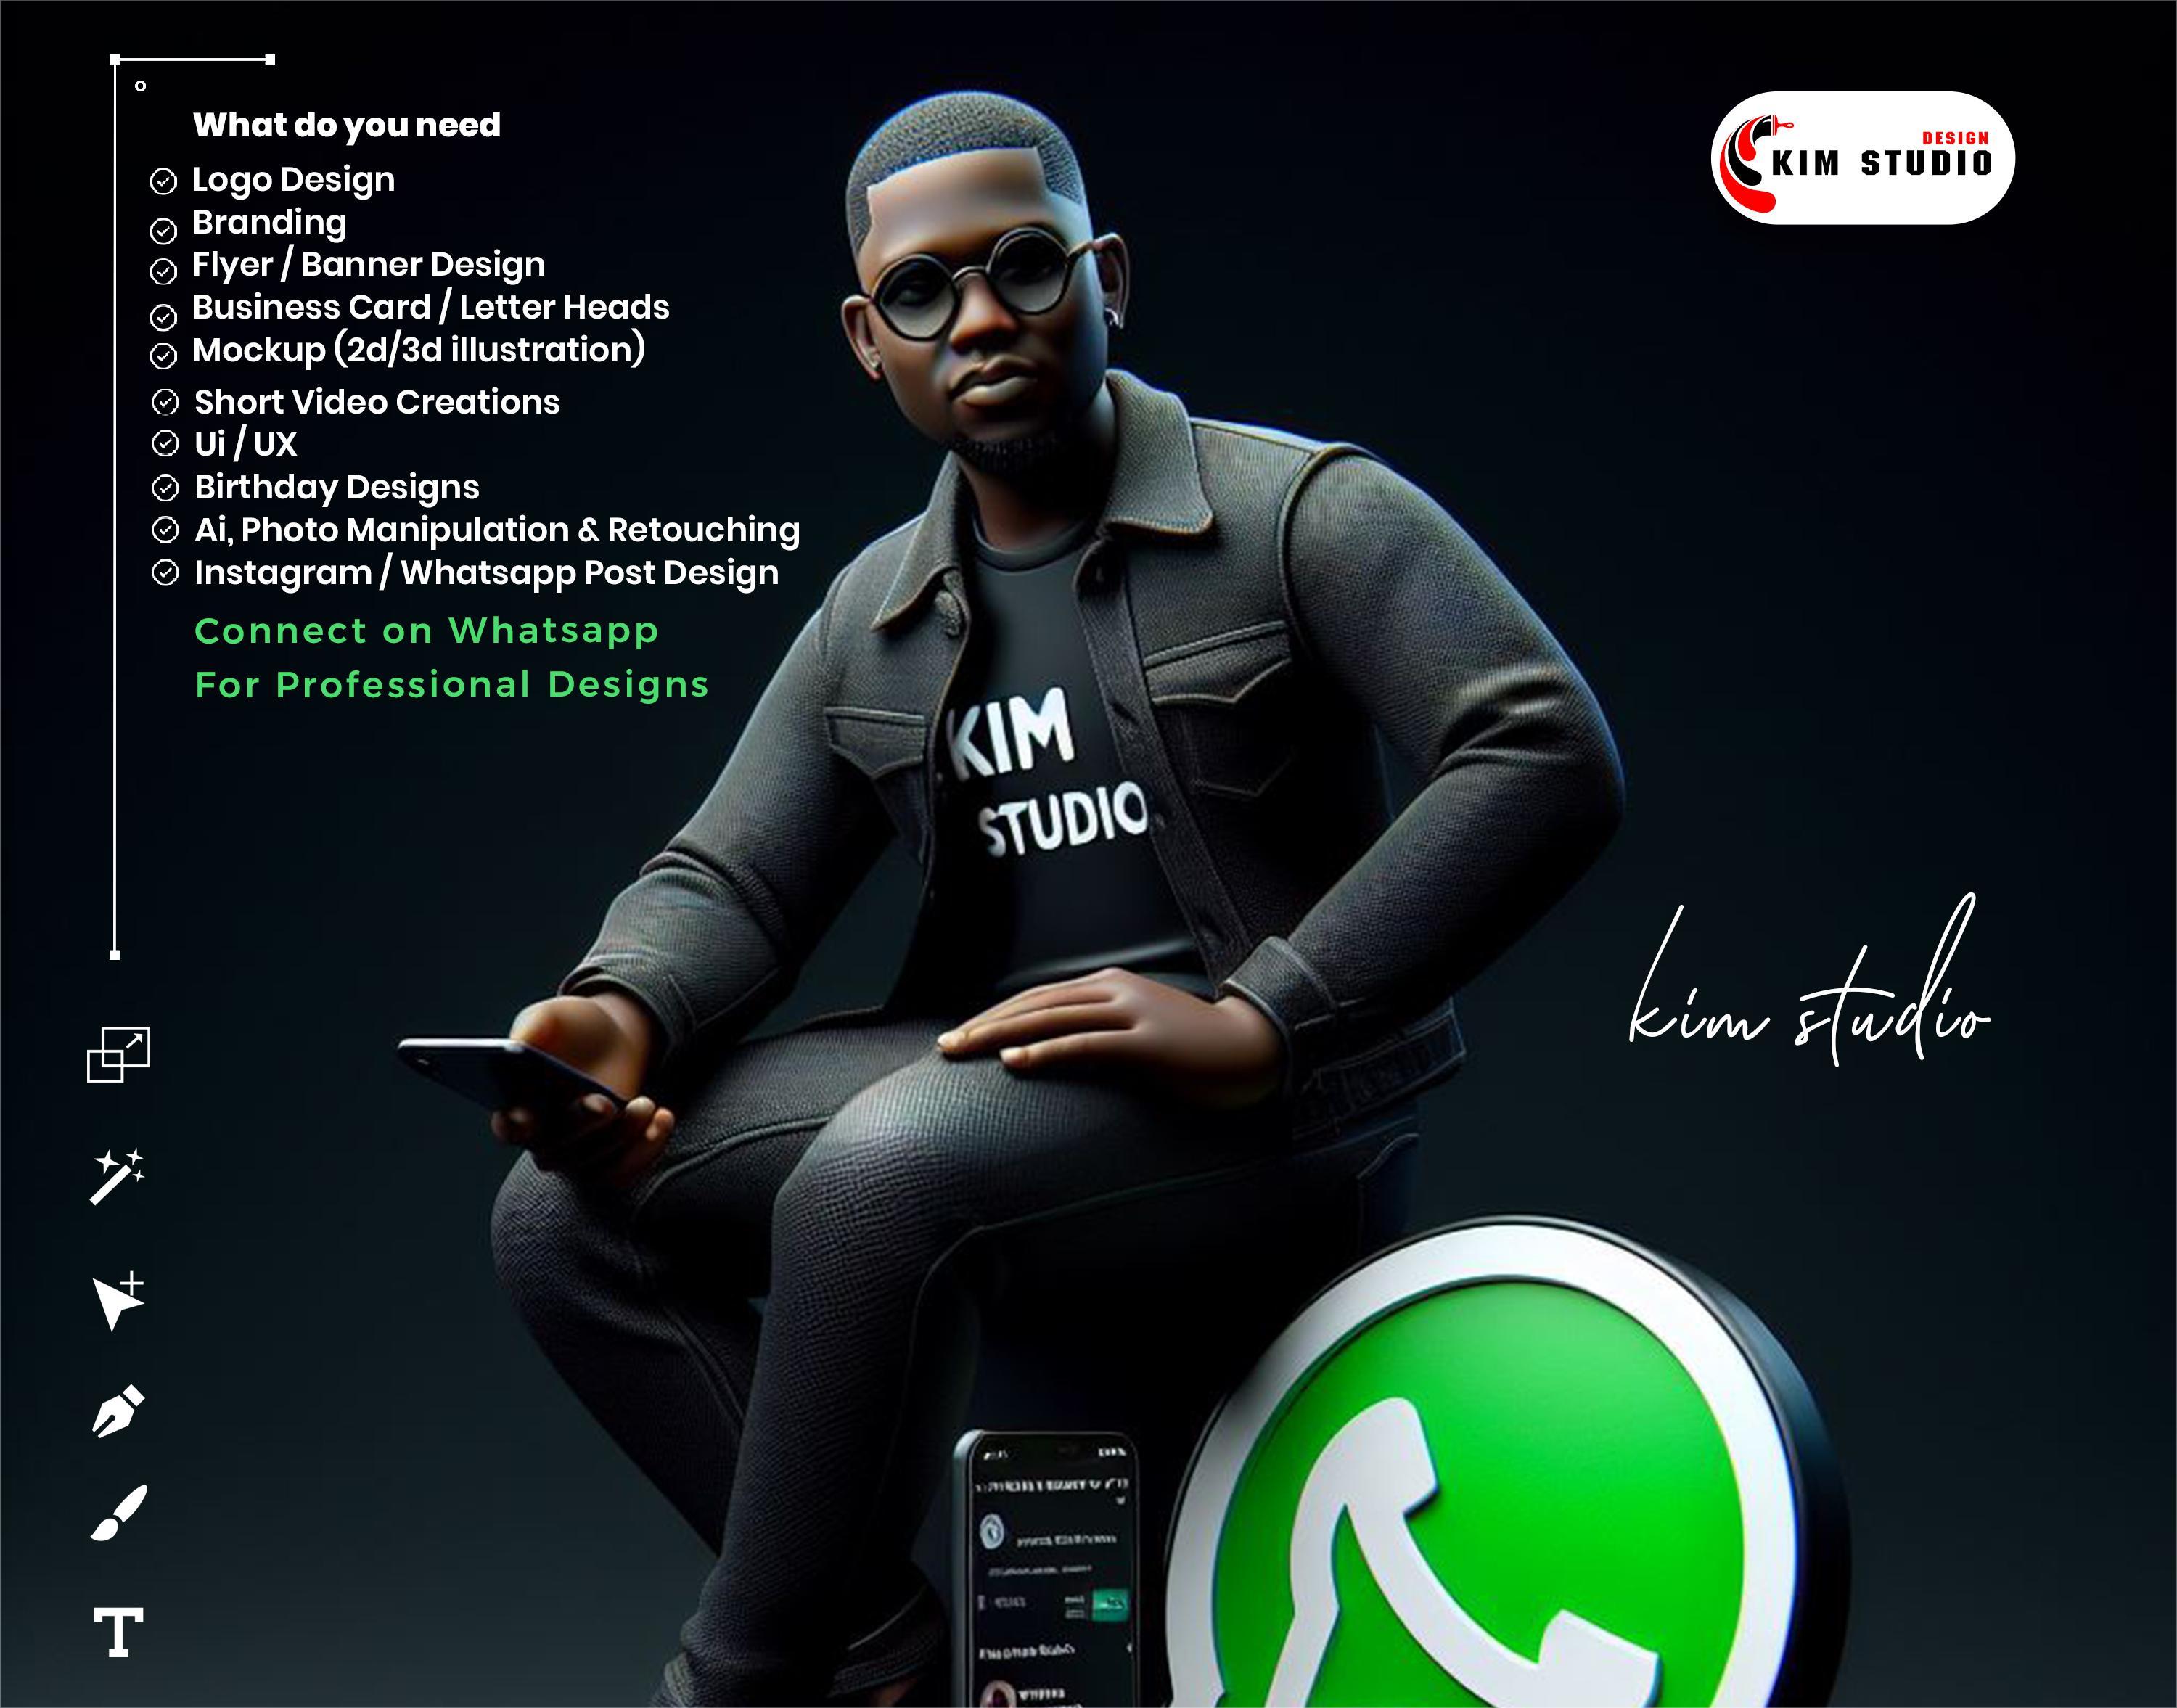 What do you need
Logo Design
Branding
Flyer / Banner Design
Business Card / Letter Heads
Mockup (2d/3d illustration)
Short Video Creations
Ui / UX
Birthday Designs
Ai, Photo Manipulation & Retouching
Instagram / Whatsapp Post Design
Connect on Whatsapp
For Professional Designs
DESIGN
KIM STUDIO
KIM
STUDIO
kim studio
T